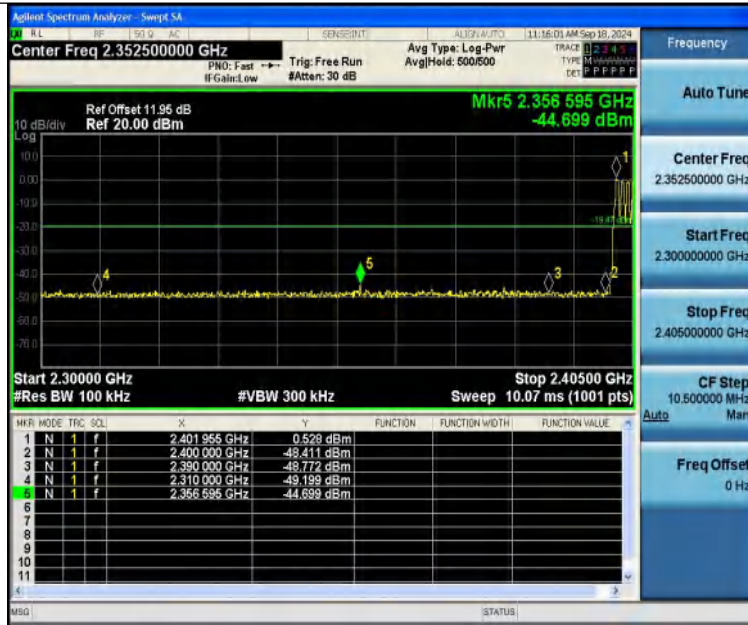 Agilent Spectrum Analyzer - Swept SA
RL RF 50 Ω AC SENSE:INT ALIGN AUTO 11:16:01 AM Sep 18, 2024
Center Freq 2.352500000 GHz
PNO: Fast
IFGain:Low
Trig: Free Run
#Atten: 30 dB
Avg Type: Log-Pwr
Avg|Hold: 500/500
TRACE 1 2 3 4 5
TYPE M
DET P P P P P P
Ref Offset 11.95 dB
Ref 20.00 dBm
10 dB/div
Log
Mkr5 2.356 595 GHz
-44.699 dBm
10.0
0.00
-10.0
-20.0
-30.0
-40.0
-50.0
-60.0
-70.0
1
4
5
3
2
Start 2.30000 GHz Stop 2.40500 GHz
#Res BW 100 kHz #VBW 300 kHz Sweep 10.07 ms (1001 pts)
MKR MODE TRC SCL X Y FUNCTION FUNCTION WIDTH FUNCTION VALUE
1 N 1 f 2.401 955 GHz 0.528 dBm
2 N 1 f 2.400 000 GHz -48.411 dBm
3 N 1 f 2.390 000 GHz -48.772 dBm
4 N 1 f 2.310 000 GHz -49.199 dBm
5 N 1 f 2.356 595 GHz -44.699 dBm
6
7
8
9
10
11
MSG STATUS
Frequency
Auto Tune
Center Freq
2.352500000 GHz
Start Freq
2.300000000 GHz
Stop Freq
2.405000000 GHz
CF Step
10.500000 MHz
Auto Man
Freq Offset
0 Hz